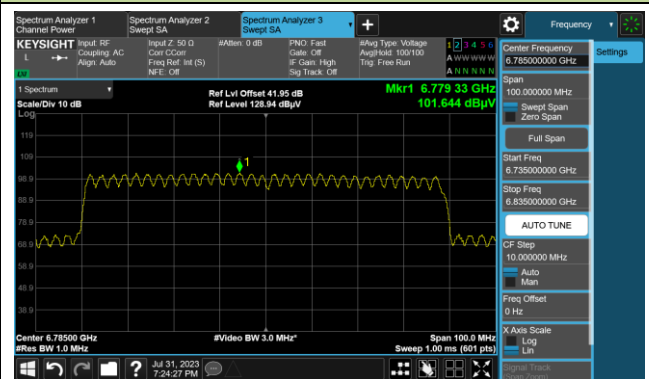 Spectrum Analyzer 1
Channel Power
Spectrum Analyzer 2
Swept SA
Spectrum Analyzer 3
Swept SA
+
Frequency
KEYSIGHT
L
LXI
Input: RF
Coupling: AC
Align: Auto
Input Z: 50 Ω
Corr CCorr
Freq Ref: Int (S)
NFE: Off
#Atten: 0 dB
PNO: Fast
Gate: Off
IF Gain: High
Sig Track: Off
#Avg Type: Voltage
Avg|Hold: 100/100
Trig: Free Run
1 2 3 4 5 6
A W W W W W
A N N N N N
Center Frequency
6.785000000 GHz
Settings
Span
100.000000 MHz
Swept Span
Zero Span
Full Span
Start Freq
6.735000000 GHz
Stop Freq
6.835000000 GHz
AUTO TUNE
CF Step
10.000000 MHz
Auto
Man
Freq Offset
0 Hz
X Axis Scale
Log
Lin
Signal Track
(Span Zoom)
1 Spectrum
Scale/Div 10 dB
Log
Ref Lvl Offset 41.95 dB
Ref Level 128.94 dBµV
Mkr1 6.779 33 GHz
101.644 dBµV
119
109
98.9
88.9
78.9
68.9
58.9
48.9
38.9
1
Center 6.78500 GHz
#Res BW 1.0 MHz
#Video BW 3.0 MHz*
Span 100.0 MHz
Sweep 1.00 ms (601 pts)
?
Jul 31, 2023
7:24:27 PM